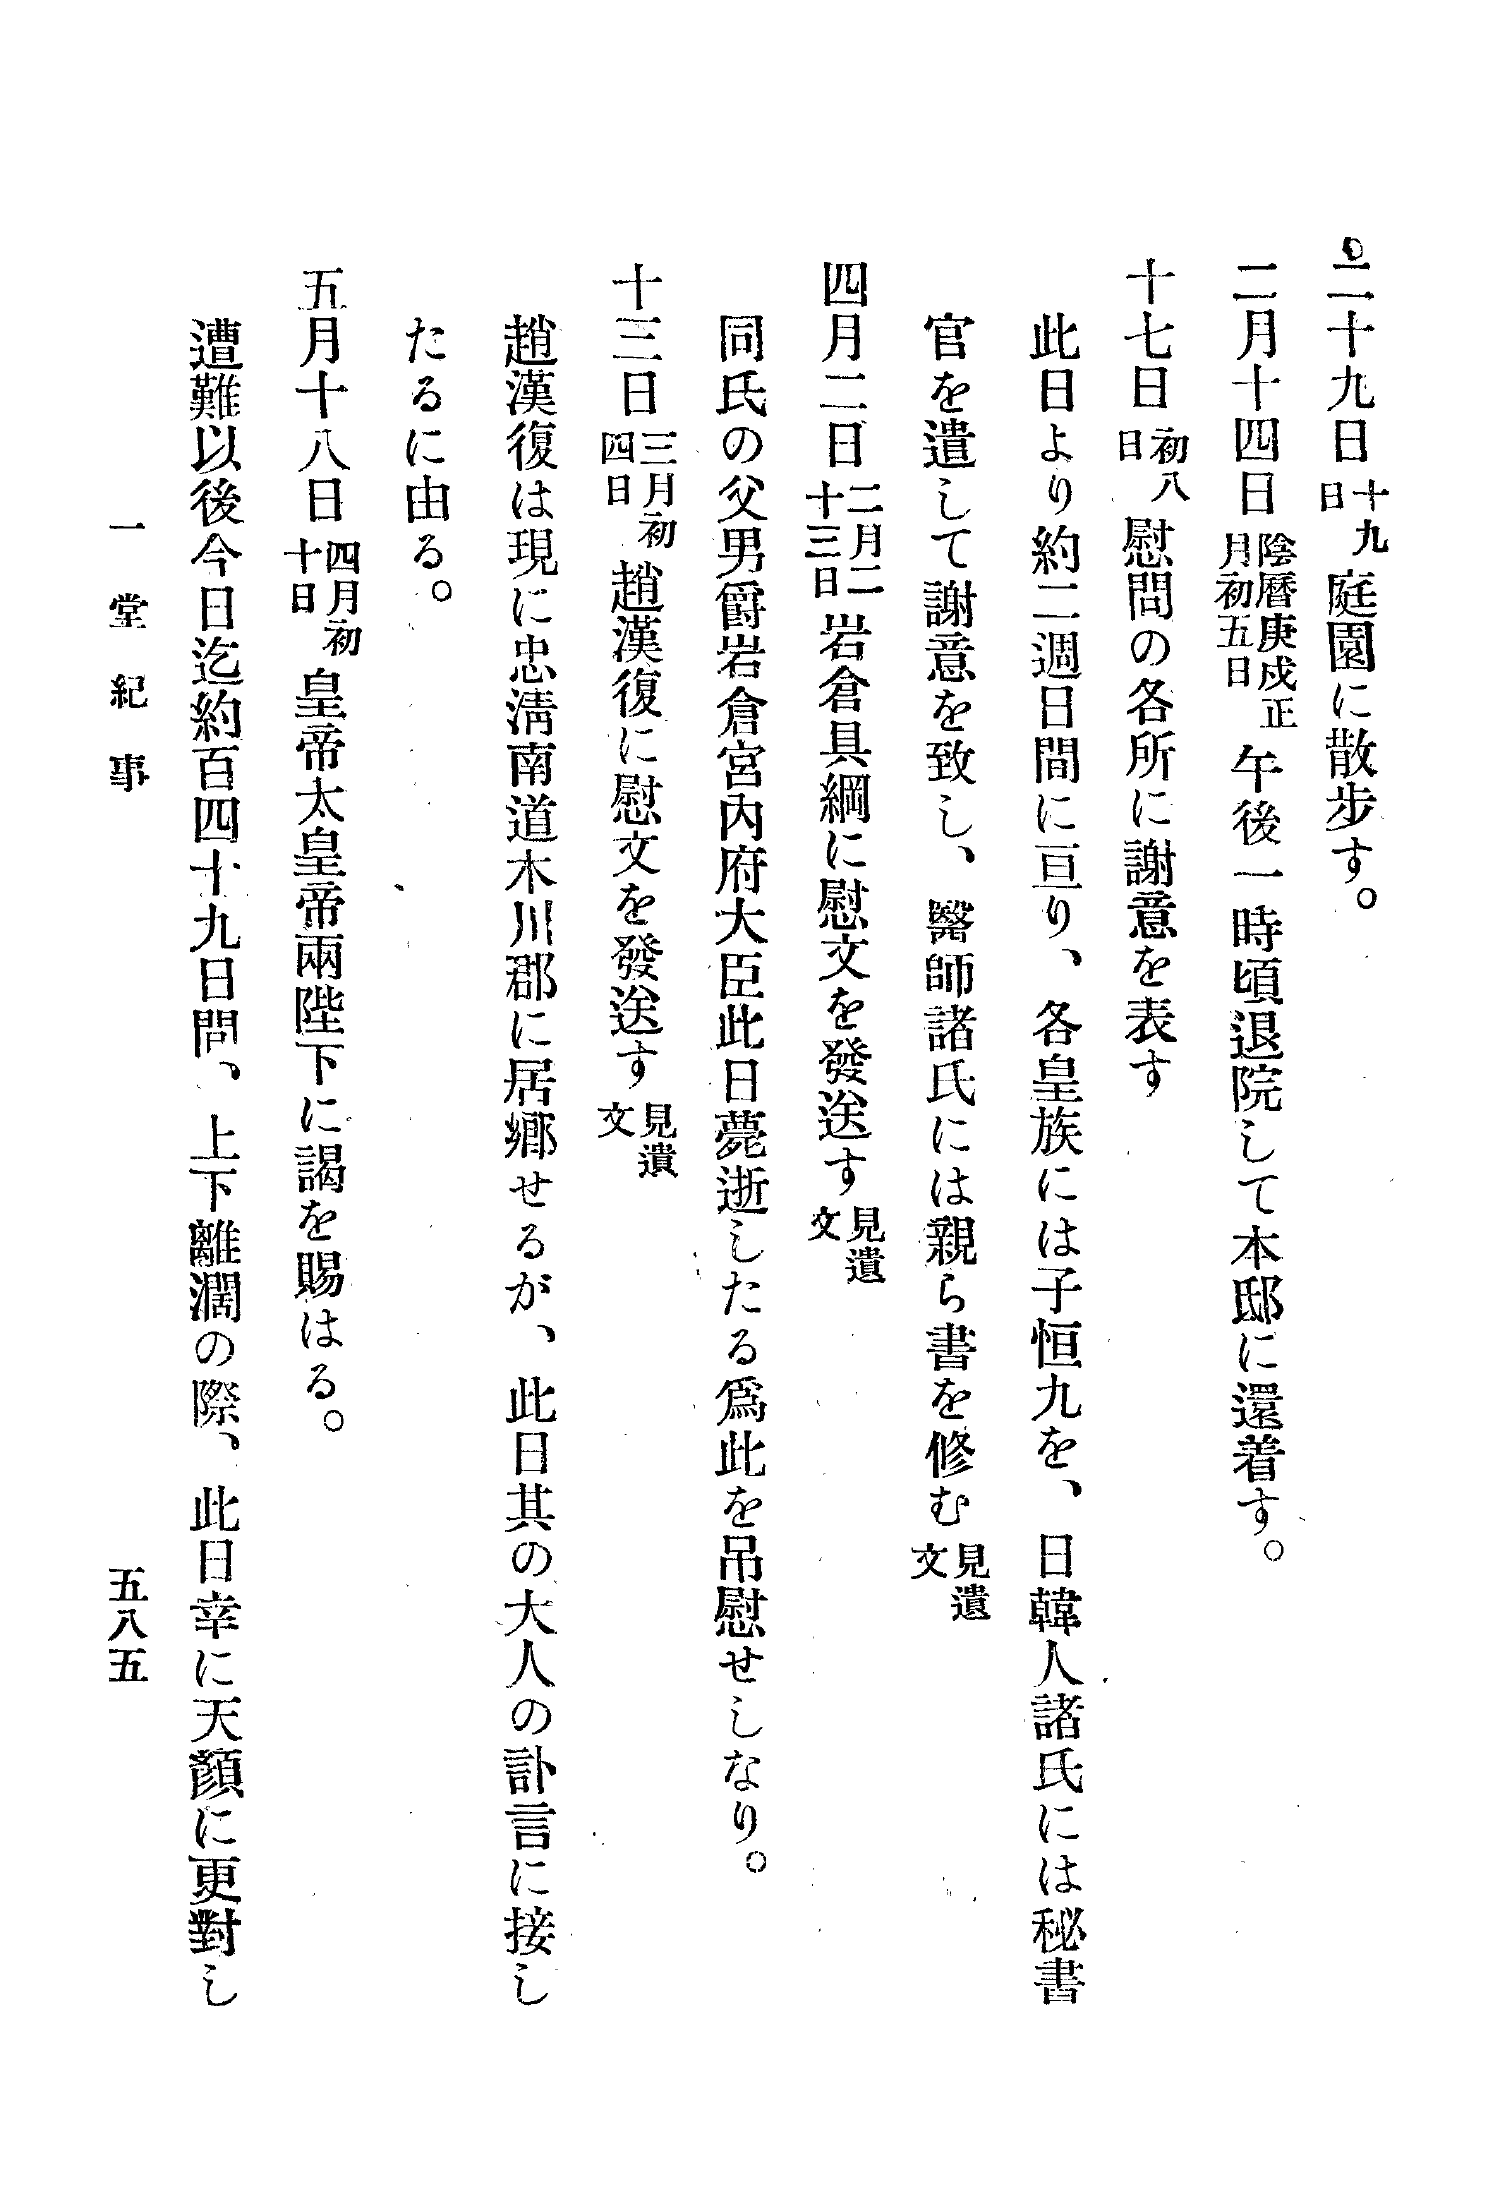 二十九日十九日庭園に散步す。
二月十四日陰曆庚戍正月初五日午後一時頃退院して本邸に還着す。
十七日初八日慰問の各所に謝意を表す
此日より約二週日間に亘り、各皇族には子恒九を、日韓人諸氏には秘書
官を遣して謝意を致し、醫師諸氏には親ら書を修む見遺文
四月二日二月二十三日岩倉具綱に慰文を發送す見遺文
同氏の父男爵岩倉宮內府大臣此日薨逝したる爲此を吊慰せしなり。
十三日三月初四日趙漢復に慰文を發送す見遺文
趙漢復は現に忠淸南道木川郡に居鄕せるが、此日其の大人の訃言に接し
たるに由る。
五月十八日四月初十日皇帝太皇帝兩陛下に謁を賜はる。
遭難以後今日迄約百四十九日間、上下離濶の際、此日幸に天顏に更對し
一堂紀事
五八五